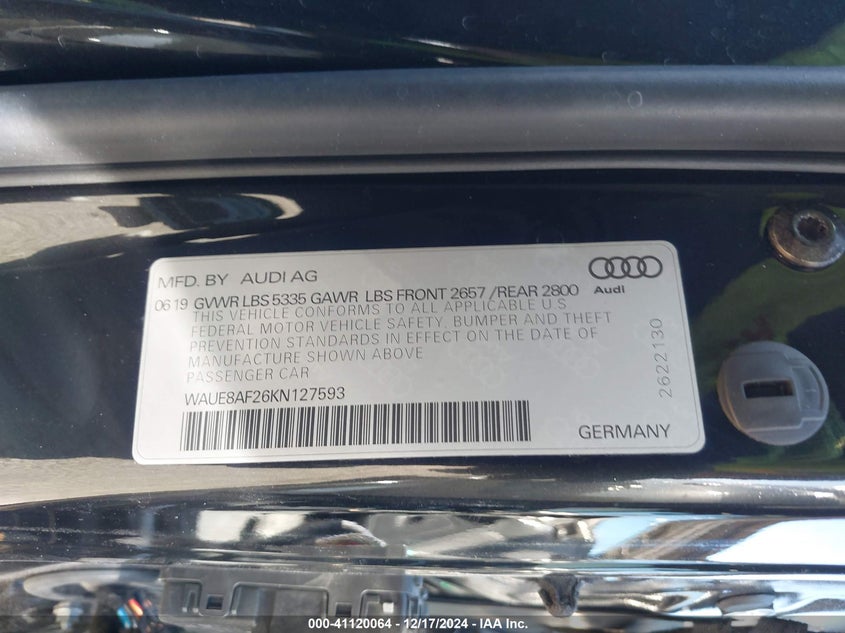 MFD. BY AUDI AG
Audi
06 19 GVWR LBS 5335 GAWR LBS FRONT 2657 /REAR 2800
THIS VEHICLE CONFORMS TO ALL APPLICABLE U S
FEDERAL MOTOR VEHICLE SAFETY, BUMPER AND THEFT
PREVENTION STANDARDS IN EFFECT ON THE DATE OF
MANUFACTURE SHOWN ABOVE
PASSENGER CAR
WAUE8AF26KN127593
GERMANY
2622130
000-41120064 - 12/17/2024 - IAA Inc.